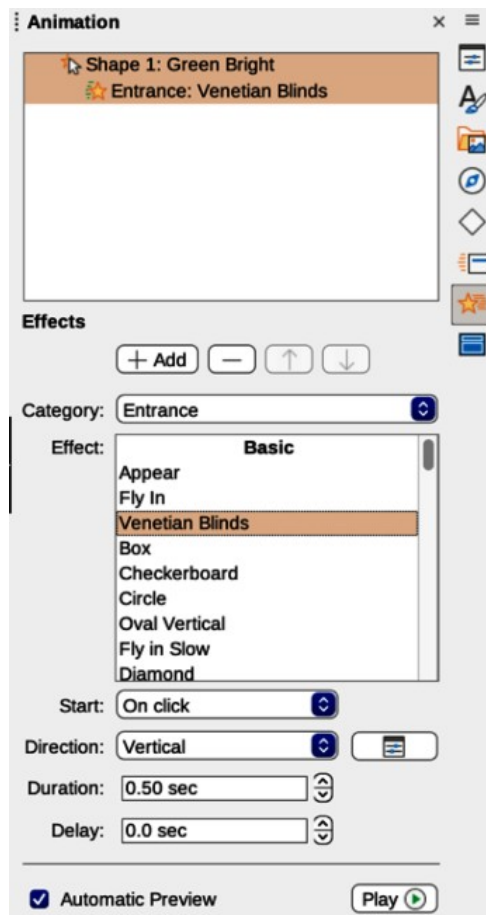 Animation
Shape 1: Green Bright
Entrance: Venetian Blinds
Effects
Add
Category: Entrance
Effect: Basic
Appear
Fly In
Venetian Blinds
Box
Checkerboard
Circle
Oval Vertical
Fly in Slow
Diamond
Start: On click
Direction: Vertical
Duration: 0.50 sec
Delay: 0.0 sec
Automatic Preview Play